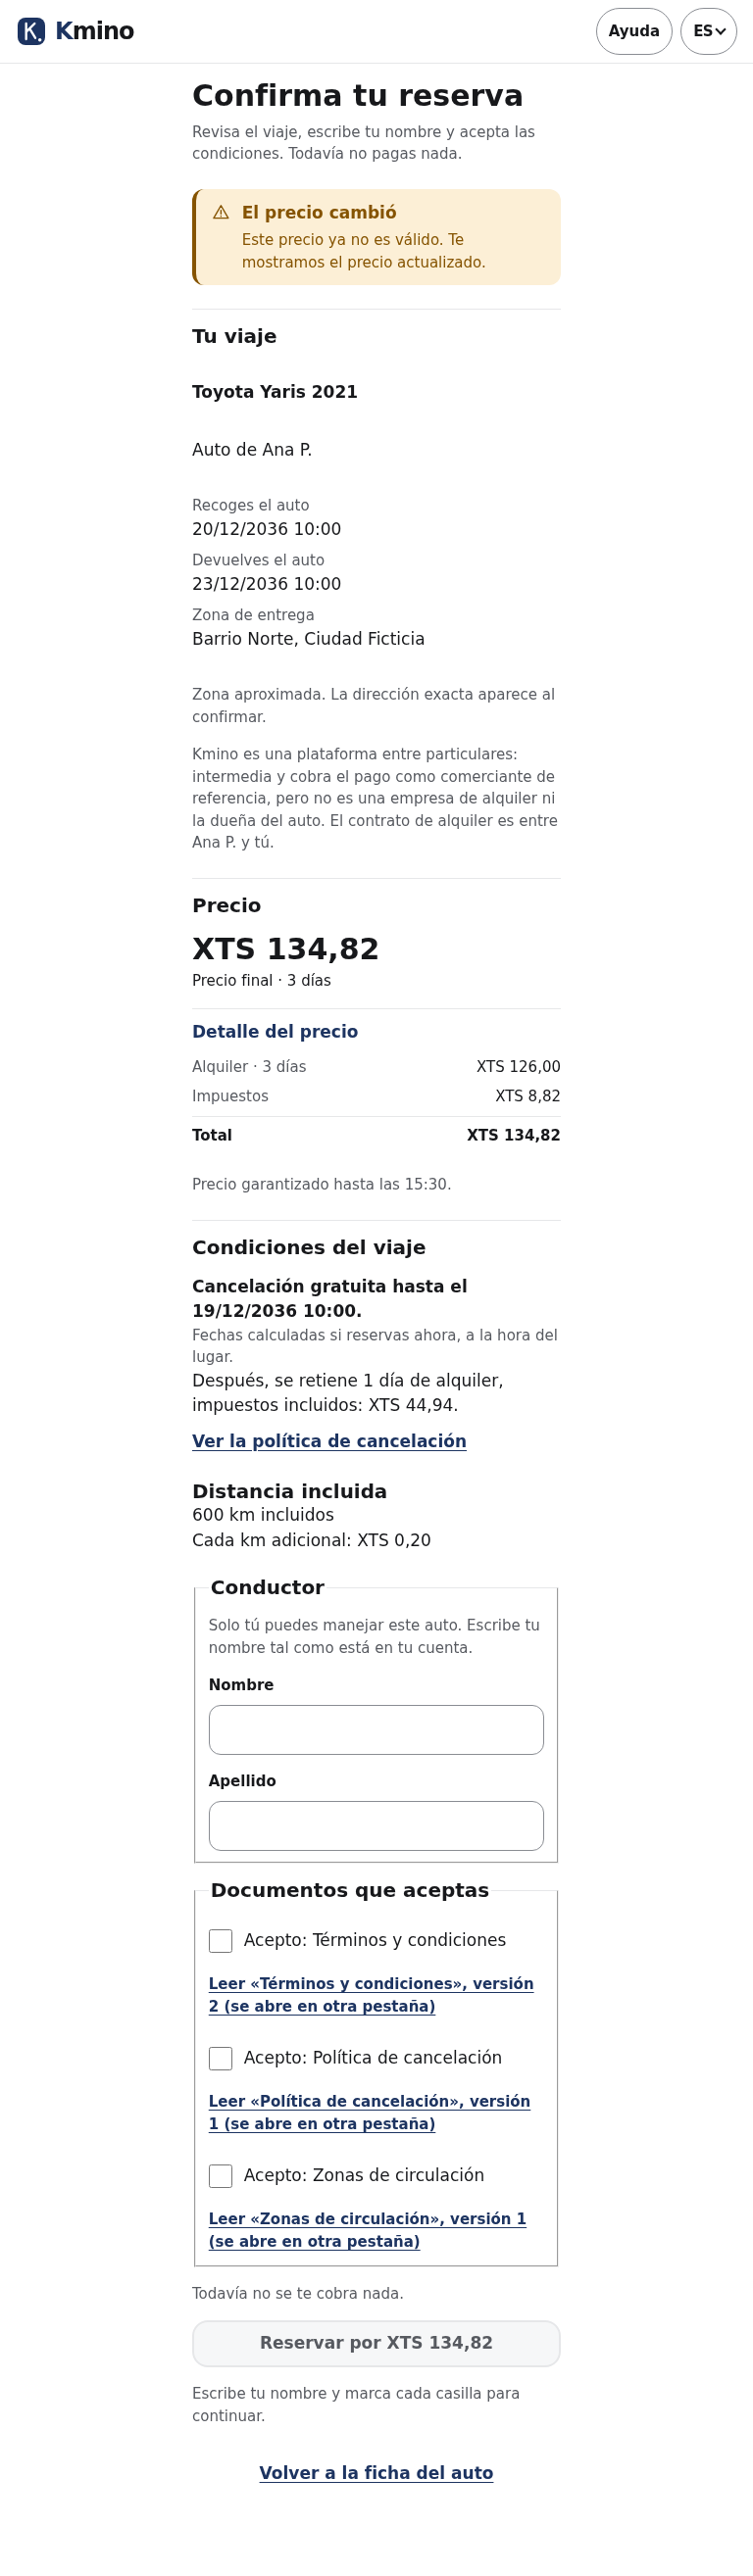 K. Kmino
Ayuda
ES
Confirma tu reserva
Revisa el viaje, escribe tu nombre y acepta las
condiciones. Todavía no pagas nada.
El precio cambió
Este precio ya no es válido. Te
mostramos el precio actualizado.
Tu viaje
Toyota Yaris 2021
Auto de Ana P.
Recoges el auto
20/12/2036 10:00
Devuelves el auto
23/12/2036 10:00
Zona de entrega
Barrio Norte, Ciudad Ficticia
Zona aproximada. La dirección exacta aparece al
confirmar.
Kmino es una plataforma entre particulares:
intermedia y cobra el pago como comerciante de
referencia, pero no es una empresa de alquiler ni
la dueña del auto. El contrato de alquiler es entre
Ana P. y tú.
Precio
XTS 134,82
Precio final · 3 días
Detalle del precio
Alquiler · 3 días XTS 126,00
Impuestos XTS 8,82
Total XTS 134,82
Precio garantizado hasta las 15:30.
Condiciones del viaje
Cancelación gratuita hasta el
19/12/2036 10:00.
Fechas calculadas si reservas ahora, a la hora del
lugar.
Después, se retiene 1 día de alquiler,
impuestos incluidos: XTS 44,94.
Ver la política de cancelación
Distancia incluida
600 km incluidos
Cada km adicional: XTS 0,20
Conductor
Solo tú puedes manejar este auto. Escribe tu
nombre tal como está en tu cuenta.
Nombre
Apellido
Documentos que aceptas
Acepto: Términos y condiciones
Leer «Términos y condiciones», versión
2 (se abre en otra pestaña)
Acepto: Política de cancelación
Leer «Política de cancelación», versión
1 (se abre en otra pestaña)
Acepto: Zonas de circulación
Leer «Zonas de circulación», versión 1
(se abre en otra pestaña)
Todavía no se te cobra nada.
Reservar por XTS 134,82
Escribe tu nombre y marca cada casilla para
continuar.
Volver a la ficha del auto